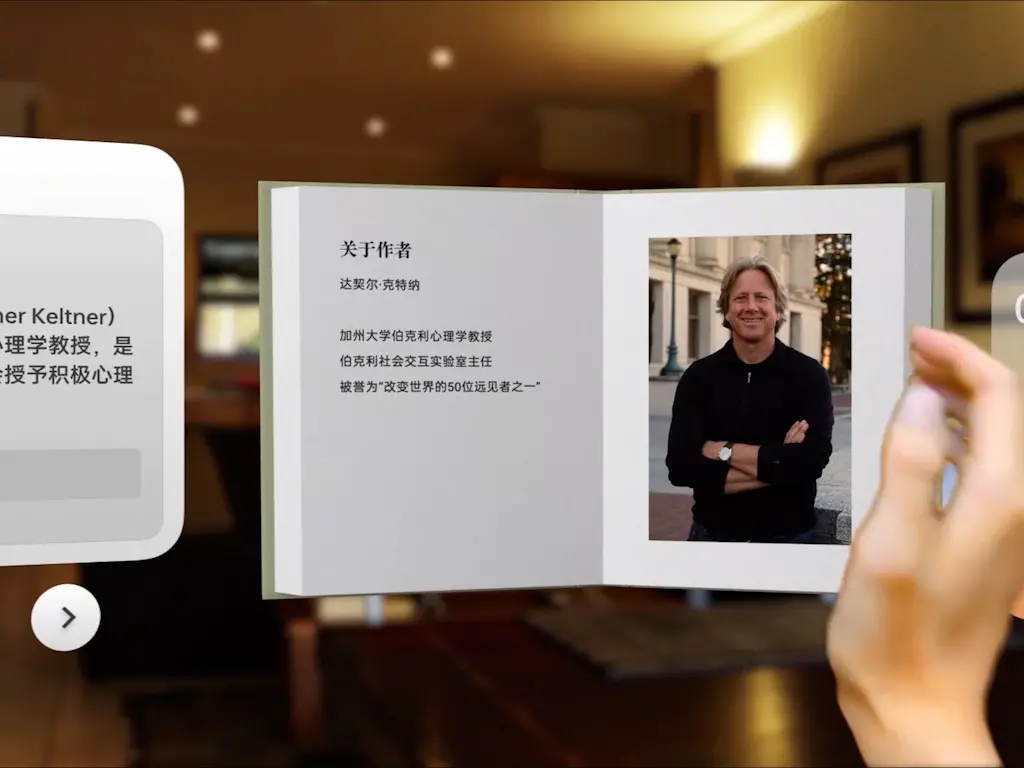 her Keltner)
理学教授，是
授予积极心理
关于作者
达契尔·克特纳
加州大学伯克利心理学教授
伯克利社会交互实验室主任
被誉为“改变世界的50位远见者之一”